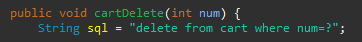 public void cartDelete(int num) {
String sql = "delete from cart where num=?";